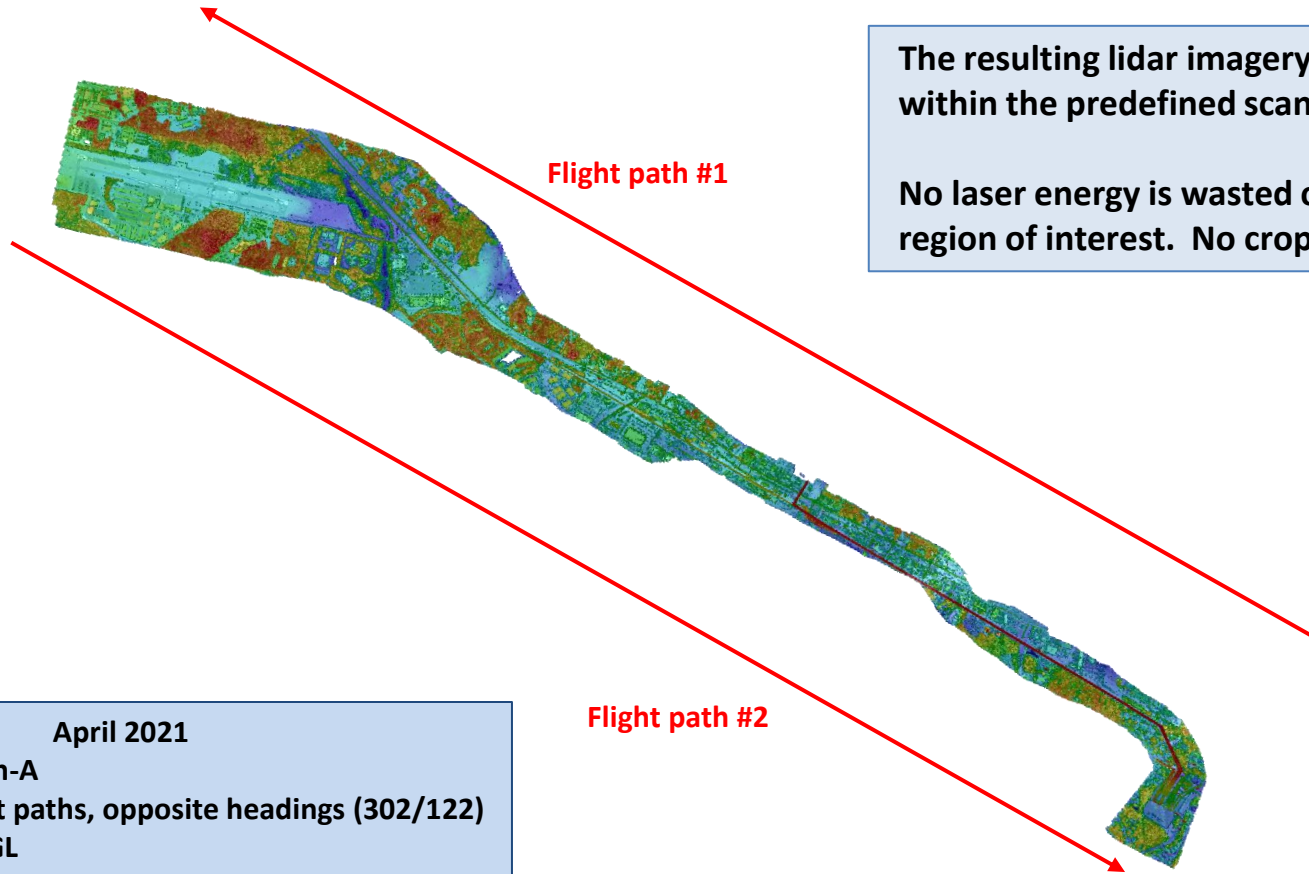 The resulting lidar imagery
within the predefined scan
No laser energy is wasted
region of interest. No crop
Flight path #1
Flight path #2
April 2021
-A
paths, opposite headings (302/122)